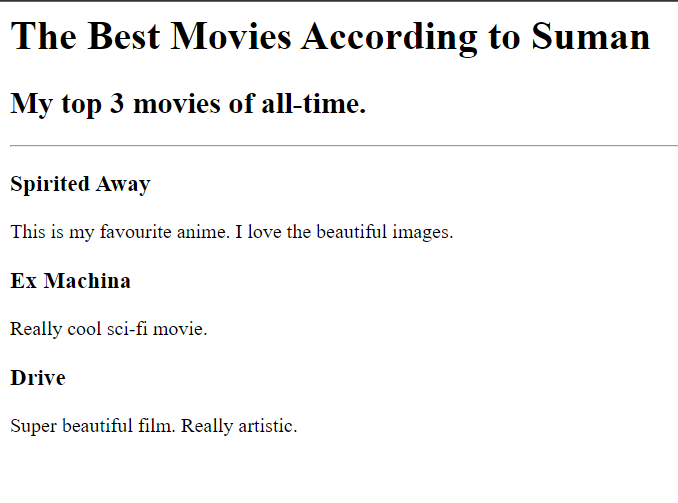 The Best Movies According to Suman
My top 3 movies of all-time.
Spirited Away
This is my favourite anime. I love the beautiful images.
Ex Machina
Really cool sci-fi movie.
Drive
Super beautiful film. Really artistic.